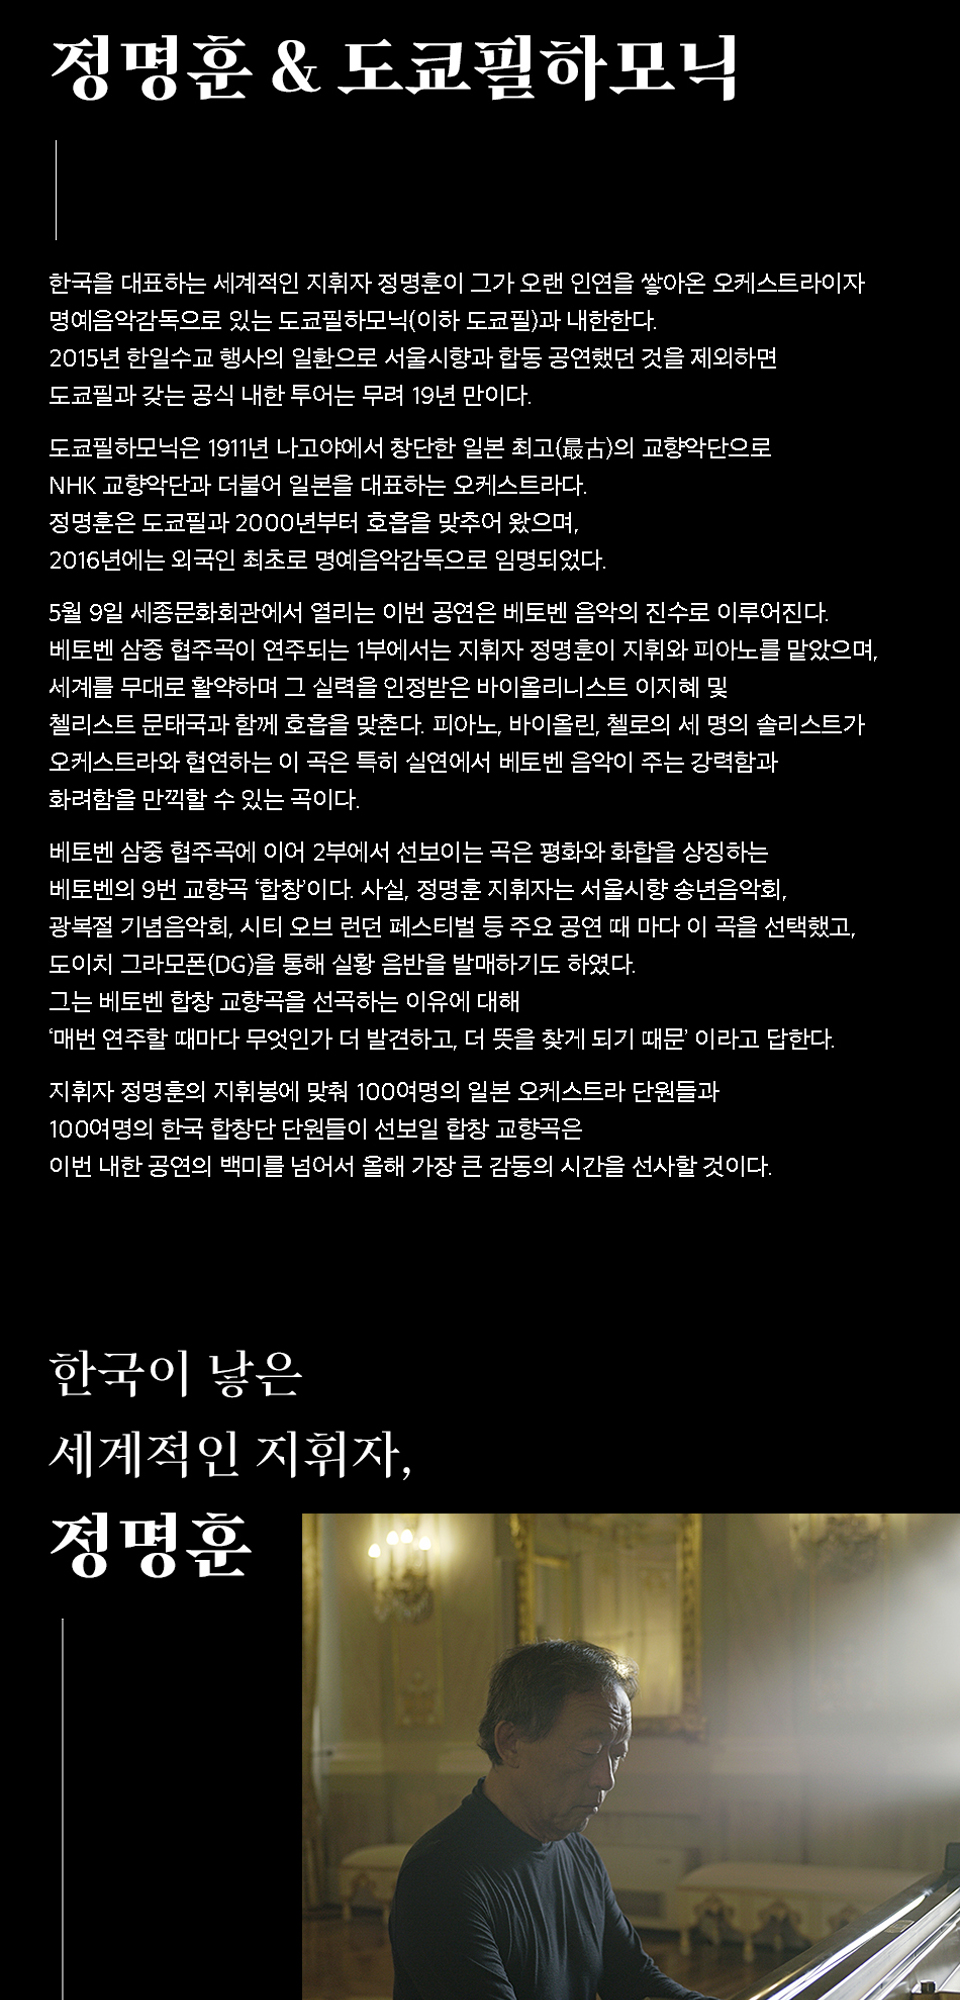 정명훈 & 도쿄필하모닉
한국을 대표하는 세계적인 지휘자 정명훈이 그가 오랜 인연을 쌓아온 오케스트라이자
명예음악감독으로 있는 도쿄필하모닉(이하 도쿄필)과 내한한다.
2015년 한일수교 행사의 일환으로 서울시향과 합동 공연했던 것을 제외하면
도쿄필과 갖는 공식 내한 투어는 무려 19년 만이다.
도쿄필하모닉은 1911년 나고야에서 창단한 일본 최고(最古)의 교향악단으로
NHK 교향악단과 더불어 일본을 대표하는 오케스트라다.
정명훈은 도쿄필과 2000년부터 호흡을 맞추어 왔으며,
2016년에는 외국인 최초로 명예음악감독으로 임명되었다.
5월 9일 세종문화회관에서 열리는 이번 공연은 베토벤 음악의 진수로 이루어진다.
베토벤 삼중 협주곡이 연주되는 1부에서는 지휘자 정명훈이 지휘와 피아노를 맡았으며,
세계를 무대로 활약하며 그 실력을 인정받은 바이올리니스트 이지혜 및
첼리스트 문태국과 함께 호흡을 맞춘다. 피아노, 바이올린, 첼로의 세 명의 솔리스트가
오케스트라와 협연하는 이 곡은 특히 실연에서 베토벤 음악이 주는 강력함과
화려함을 만끽할 수 있는 곡이다.
베토벤 삼중 협주곡에 이어 2부에서 선보이는 곡은 평화와 화합을 상징하는
베토벤의 9번 교향곡 ‘합창’이다. 사실, 정명훈 지휘자는 서울시향 송년음악회,
광복절 기념음악회, 시티 오브 런던 페스티벌 등 주요 공연 때 마다 이 곡을 선택했고,
도이치 그라모폰(DG)을 통해 실황 음반을 발매하기도 하였다.
그는 베토벤 합창 교향곡을 선곡하는 이유에 대해
‘매번 연주할 때마다 무엇인가 더 발견하고, 더 뜻을 찾게 되기 때문’ 이라고 답한다.
지휘자 정명훈의 지휘봉에 맞춰 100여명의 일본 오케스트라 단원들과
100여명의 한국 합창단 단원들이 선보일 합창 교향곡은
이번 내한 공연의 백미를 넘어서 올해 가장 큰 감동의 시간을 선사할 것이다.
한국이 낳은
세계적인 지휘자,
정명훈